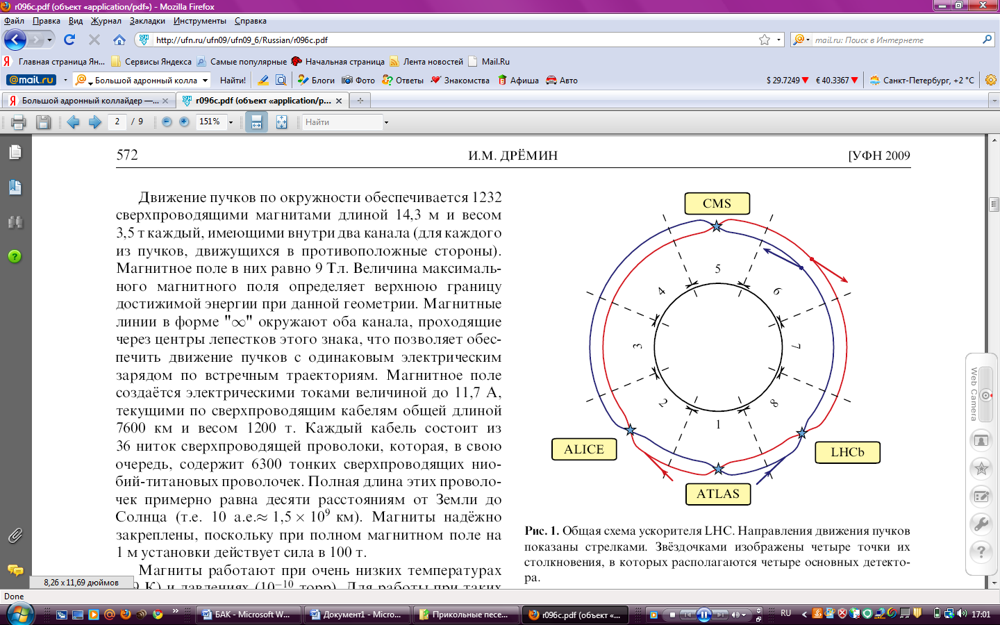 r096c.pdf (объект «application/pdf») - Mozilla Firefox
Файл Правка Вид Журнал Закладки Инструменты Справка
http://ufn.ru/ufn09/ufn09_6/Russian/r096c.pdf
mail.ru: Поиск в Интернете
Главная страница Ян... Сервисы Яндекса Самые популярные Начальная страница Лента новостей Mail.Ru
@mail.ru Большой адронный колла Найти! Блоги Фото Ответы Знакомства Афиша Авто $ 29.7249 € 40.3367 Санкт-Петербург, +2 °C
Большой адронный коллайдер —... r096c.pdf (объект «application/p...
2 / 9 151% Найти
572 И.М. ДРЁМИН [УФН 2009
Движение пучков по окружности обеспечивается 1232
сверхпроводящими магнитами длиной 14,3 м и весом
3,5 т каждый, имеющими внутри два канала (для каждого
из пучков, движущихся в противоположные стороны).
Магнитное поле в них равно 9 Тл. Величина максималь-
ного магнитного поля определяет верхнюю границу
достижимой энергии при данной геометрии. Магнитные
линии в форме "∞" окружают оба канала, проходящие
через центры лепестков этого знака, что позволяет обес-
печить движение пучков с одинаковым электрическим
зарядом по встречным траекториям. Магнитное поле
создаётся электрическими токами величиной до 11,7 А,
текущими по сверхпроводящим кабелям общей длиной
7600 км и весом 1200 т. Каждый кабель состоит из
36 ниток сверхпроводящей проволоки, которая, в свою
очередь, содержит 6300 тонких сверхпроводящих нио-
бий-титановых проволочек. Полная длина этих проволо-
чек примерно равна десяти расстояниям от Земли до
Солнца (т.е. 10 а.е.≈ 1,5 × 10⁹ км). Магниты надёжно
закреплены, поскольку при полном магнитном поле на
1 м установки действует сила в 100 т.
Магниты работают при очень низких температурах
9 К) и давлениях (10⁻¹⁰ торр). Для работы при таких
CMS
5
4
6
3
7
2
8
1
ALICE
LHCb
ATLAS
Рис. 1. Общая схема ускорителя LHC. Направления движения пучков
показаны стрелками. Звёздочками изображены четыре точки их
столкновения, в которых располагаются четыре основных детекто-
ра.
Web Camera
8,26 x 11,69 дюймов
Done
БАК - Microsoft W... Документ1 - Micro... Прикольные песе... r096c.pdf (объект «... RU 17:01